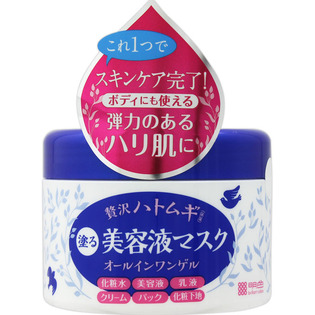 これ1つで
スキンケア完了!
ボディにも使える
弾力のある
ハリ肌に
贅沢ハトムギ
塗る 美容液マスク
オールインワンゲル
化粧水 美容液 乳液
クリーム パック 化粧下地
明色